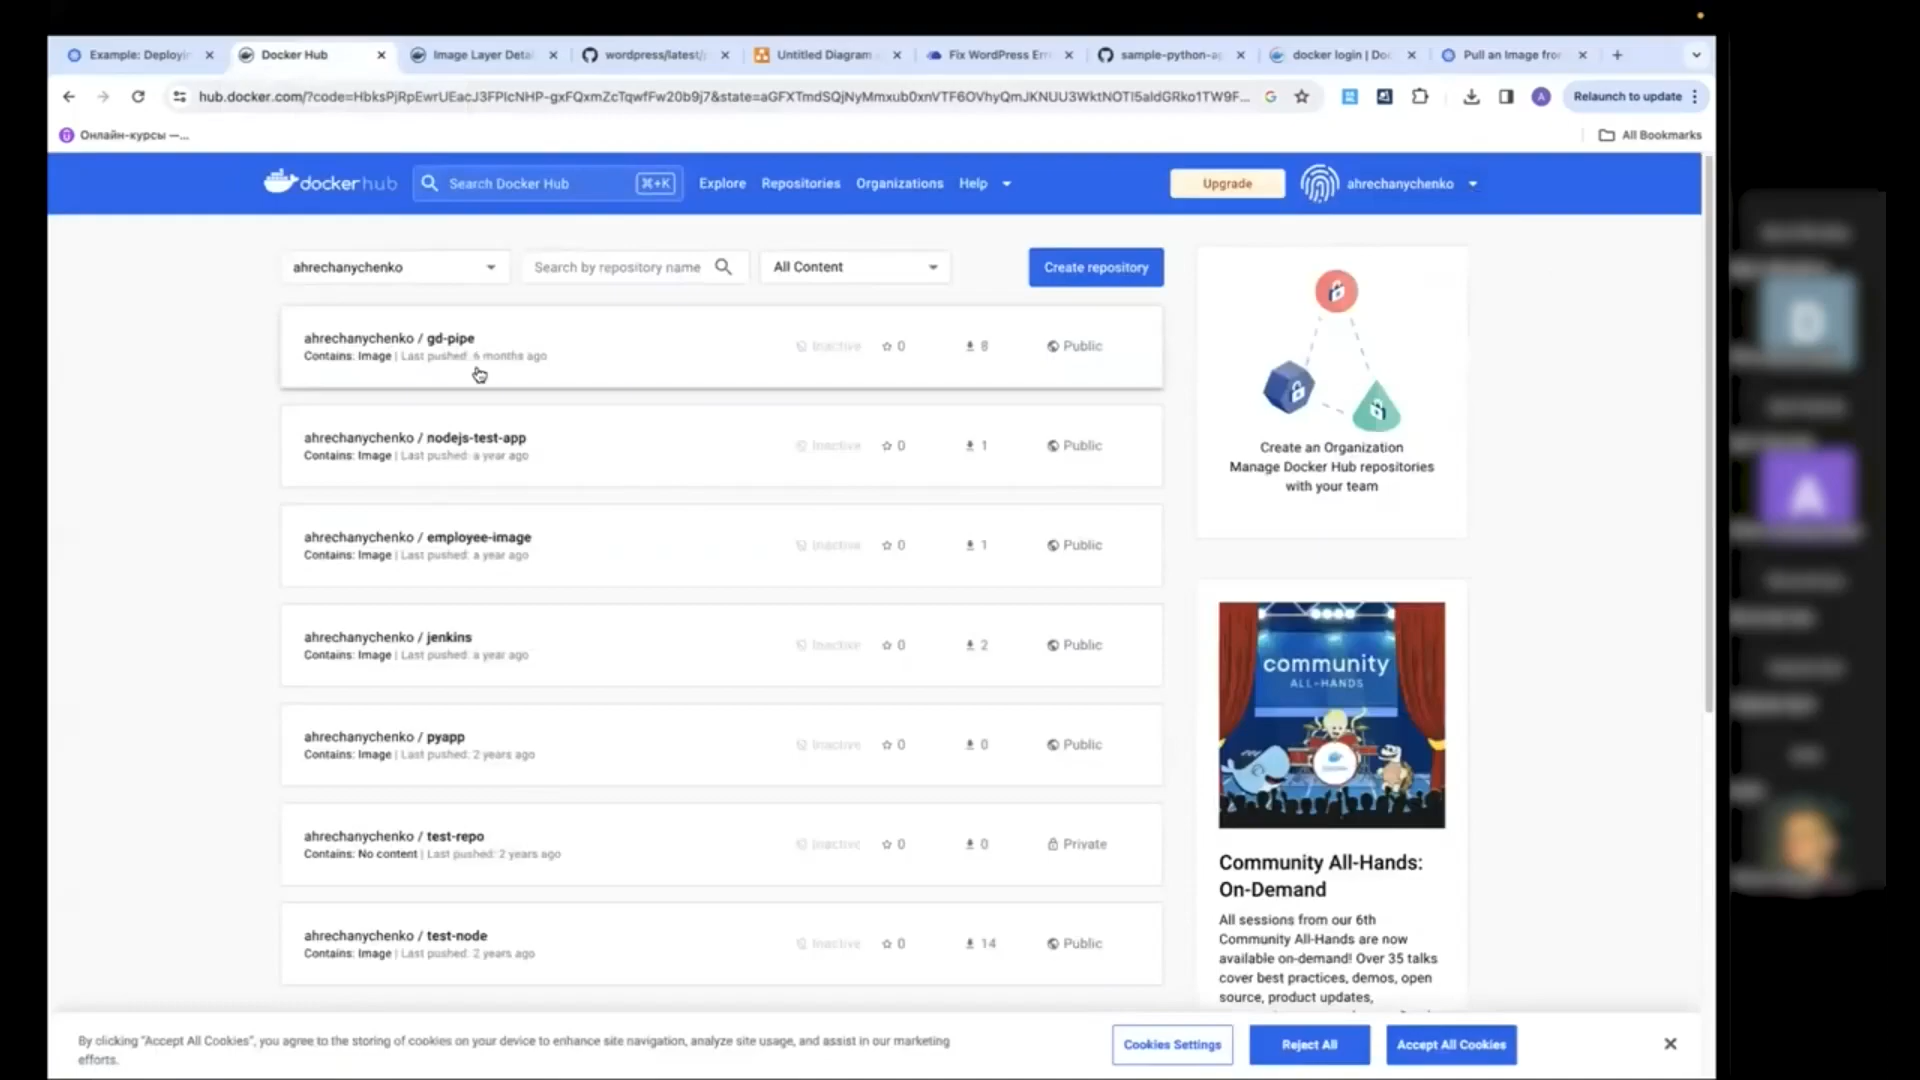 Example: Deployin
Docker Hub
Image Layer Detai
wordpress/latest/
Untitled Diagram
Fix WordPress Err
sample-python-a
docker login | Doc
Pull an Image fror
hub.docker.com/?code=HbksPjRpEwrUEacJ3FPIcNHP-gxFQxmZcTqwfFw20b9j7&state=aGFXTmdSQjNyMmxub0xnVTF6OVhyQmJKNUU3WktNOTI5aldGRko1TW9F...
A
Relaunch to update
Онлайн-курсы —...
All Bookmarks
dockerhub
Search Docker Hub
⌘+K
Explore
Repositories
Organizations
Help
Upgrade
ahrechanychenko
ahrechanychenko
Search by repository name
All Content
Create repository
ahrechanychenko / gd-pipe
Contains: Image | Last pushed: 6 months ago
Inactive
0
8
Public
ahrechanychenko / nodejs-test-app
Contains: Image | Last pushed: a year ago
Inactive
0
1
Public
ahrechanychenko / employee-image
Contains: Image | Last pushed: a year ago
Inactive
0
1
Public
ahrechanychenko / jenkins
Contains: Image | Last pushed: a year ago
Inactive
0
2
Public
ahrechanychenko / pyapp
Contains: Image | Last pushed: 2 years ago
Inactive
0
0
Public
ahrechanychenko / test-repo
Contains: No content | Last pushed: 2 years ago
Inactive
0
0
Private
ahrechanychenko / test-node
Contains: Image | Last pushed: 2 years ago
Inactive
0
14
Public
Create an Organization
Manage Docker Hub repositories
with your team
community
ALL-HANDS
Community All-Hands:
On-Demand
All sessions from our 6th
Community All-Hands are now
available on-demand! Over 35 talks
cover best practices, demos, open
source, product updates,
D
A
By clicking "Accept All Cookies", you agree to the storing of cookies on your device to enhance site navigation, analyze site usage, and assist in our marketing
efforts.
Cookies Settings
Reject All
Accept All Cookies